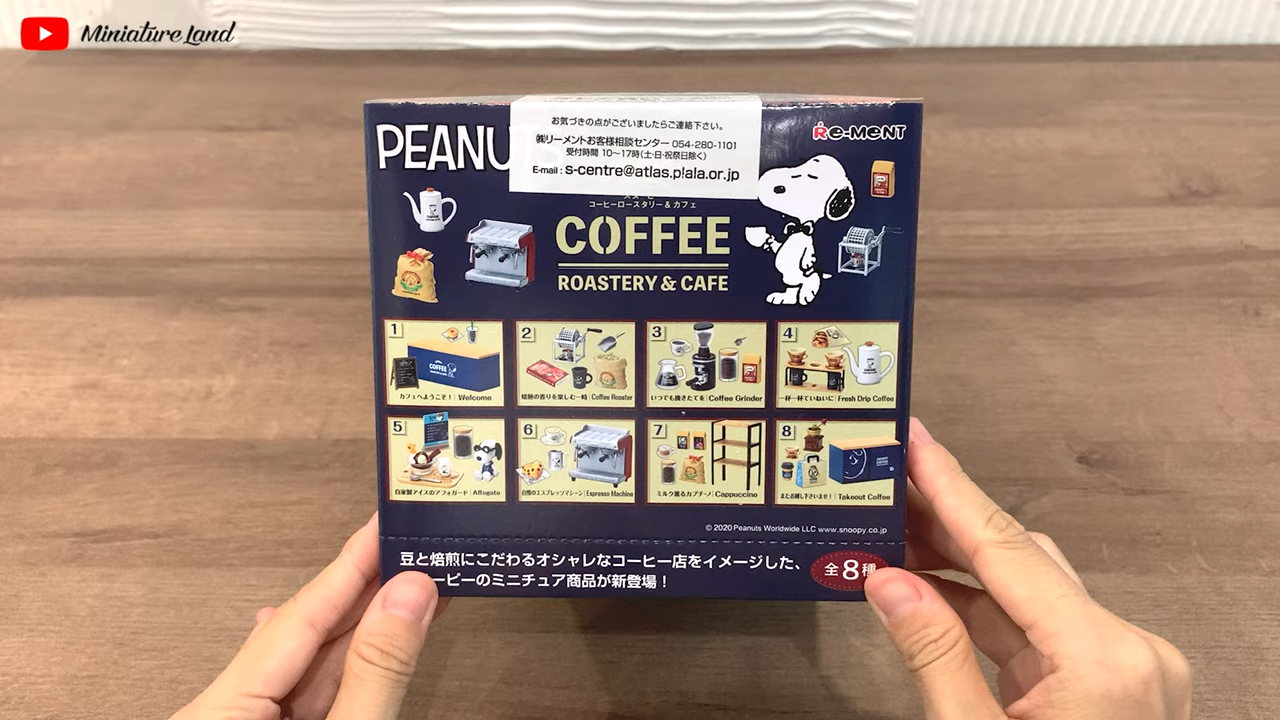 Miniature Land
お気づきの点がございましたらご連絡下さい。
㈱リーメントお客様相談センター 054-280-1101
受付時間 10～17時(土・日・祝祭日除く)
E-mail : s-centre@atlas.plala.or.jp
PEANU
Re-MeNT
コーヒーロースタリー & カフェ
COFFEE
ROASTERY & CAFE
1
カフェへようこそ！ Welcome
2
焙煎の香りを楽しむ一時 Coffee Roaster
3
いつでも挽きたてを Coffee Grinder
4
一杯一杯ていねいに Fresh Drip Coffee
5
自家製アイスのアフォガード Affogato
6
自慢のエスプレッソマシーン Espresso Machine
7
ミルク薫るカプチーノ Cappuccino
8
またお越し下さいませ！ Takeout Coffee
© 2020 Peanuts Worldwide LLC www.snoopy.co.jp
豆と焙煎にこだわるオシャレなコーヒー店をイメージした、
ーピーのミニチュア商品が新登場！
全8種